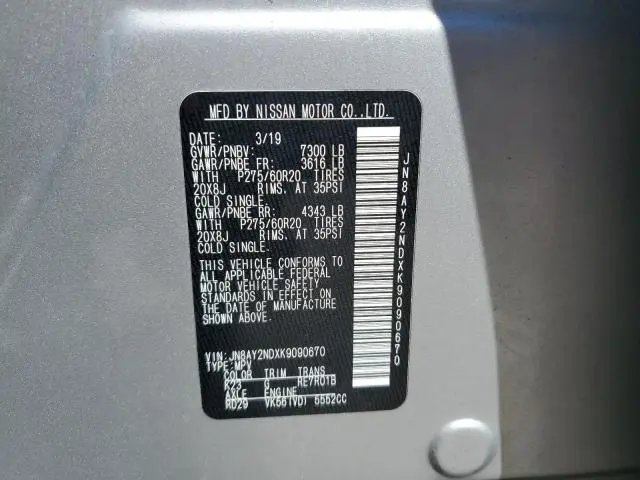 MFD BY NISSAN MOTOR CO.,LTD.
DATE: 3/19
GVWR/PNBV: 7300 LB
GAWR/PNBE FR: 3616 LB
WITH P275/60R20 TIRES
20X8J RIMS. AT 35PSI
COLD SINGLE.
GAWR/PNBE RR: 4343 LB
WITH P275/60R20 TIRES
20X8J RIMS. AT 35PSI
COLD SINGLE.
THIS VEHICLE CONFORMS TO
ALL APPLICABLE FEDERAL
MOTOR VEHICLE SAFETY
STANDARDS IN EFFECT ON
THE DATE OF MANUFACTURE
SHOWN ABOVE.
VIN: JN8AY2NDXK9090670
TYPE:MPV
COLOR TRIM TRANS
K23 G RE7R01B
AXLE ENGINE
RD29 VK56(VD) 5552CC
JN8AY2NDXK9090670